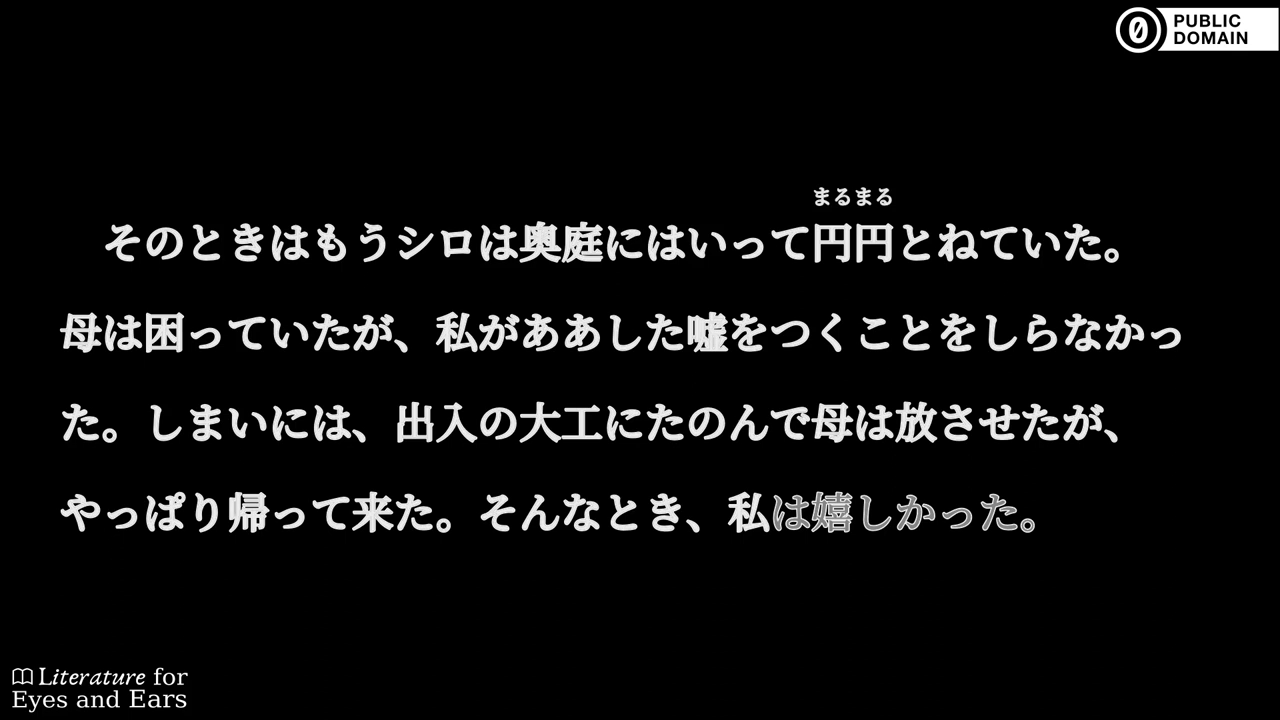 PUBLIC
DOMAIN
まるまる
そのときはもうシロは奥庭にはいって円円とねていた。
母は困っていたが、私がああした嘘をつくことをしらなかっ
た。しまいには、出入の大工にたのんで母は放させたが、
やっぱり帰って来た。そんなとき、私は嬉しかった。
Literature for
Eyes and Ears